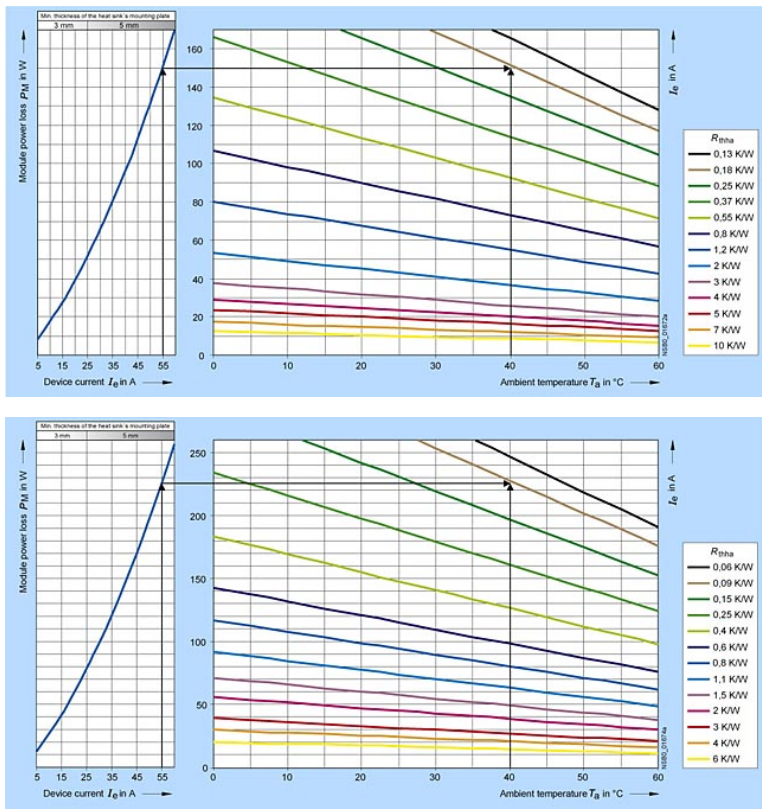 Min. thickness of the heat sink´s mounting plate
3 mm 5 mm
Module power loss PM in W
160
140
120
100
80
60
40
20
0
5 15 25 35 45 55
Device current Ie in A
0 10 20 30 40 50 60
Ambient temperature Ta in °C
Ie in A
NSB0_01672a
Rthha
0,13 K/W
0,18 K/W
0,25 K/W
0,37 K/W
0,55 K/W
0,8 K/W
1,2 K/W
2 K/W
3 K/W
4 K/W
5 K/W
7 K/W
10 K/W
Min. thickness of the heat sink´s mounting plate
3 mm 5 mm
Module power loss PM in W
250
200
150
100
50
0
5 15 25 35 45 55
Device current Ie in A
0 10 20 30 40 50 60
Ambient temperature Ta in °C
Ie in A
NSB0_01674a
Rthha
0,06 K/W
0,09 K/W
0,15 K/W
0,25 K/W
0,4 K/W
0,6 K/W
0,8 K/W
1,1 K/W
1,5 K/W
2 K/W
3 K/W
4 K/W
6 K/W